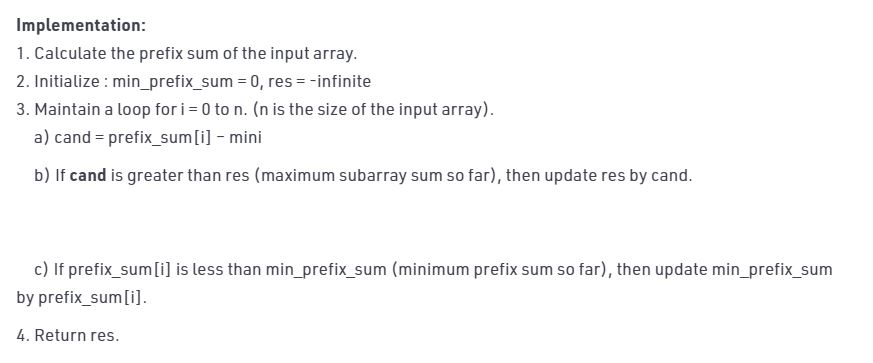 Implementation:
1. Calculate the prefix sum of the input array.
2. Initialize : min_prefix_sum = 0, res = -infinite
3. Maintain a loop for i = 0 to n. (n is the size of the input array).
a) cand = prefix_sum[i] – mini
b) If cand is greater than res (maximum subarray sum so far), then update res by cand.
c) If prefix_sum[i] is less than min_prefix_sum (minimum prefix sum so far), then update min_prefix_sum
by prefix_sum[i].
4. Return res.